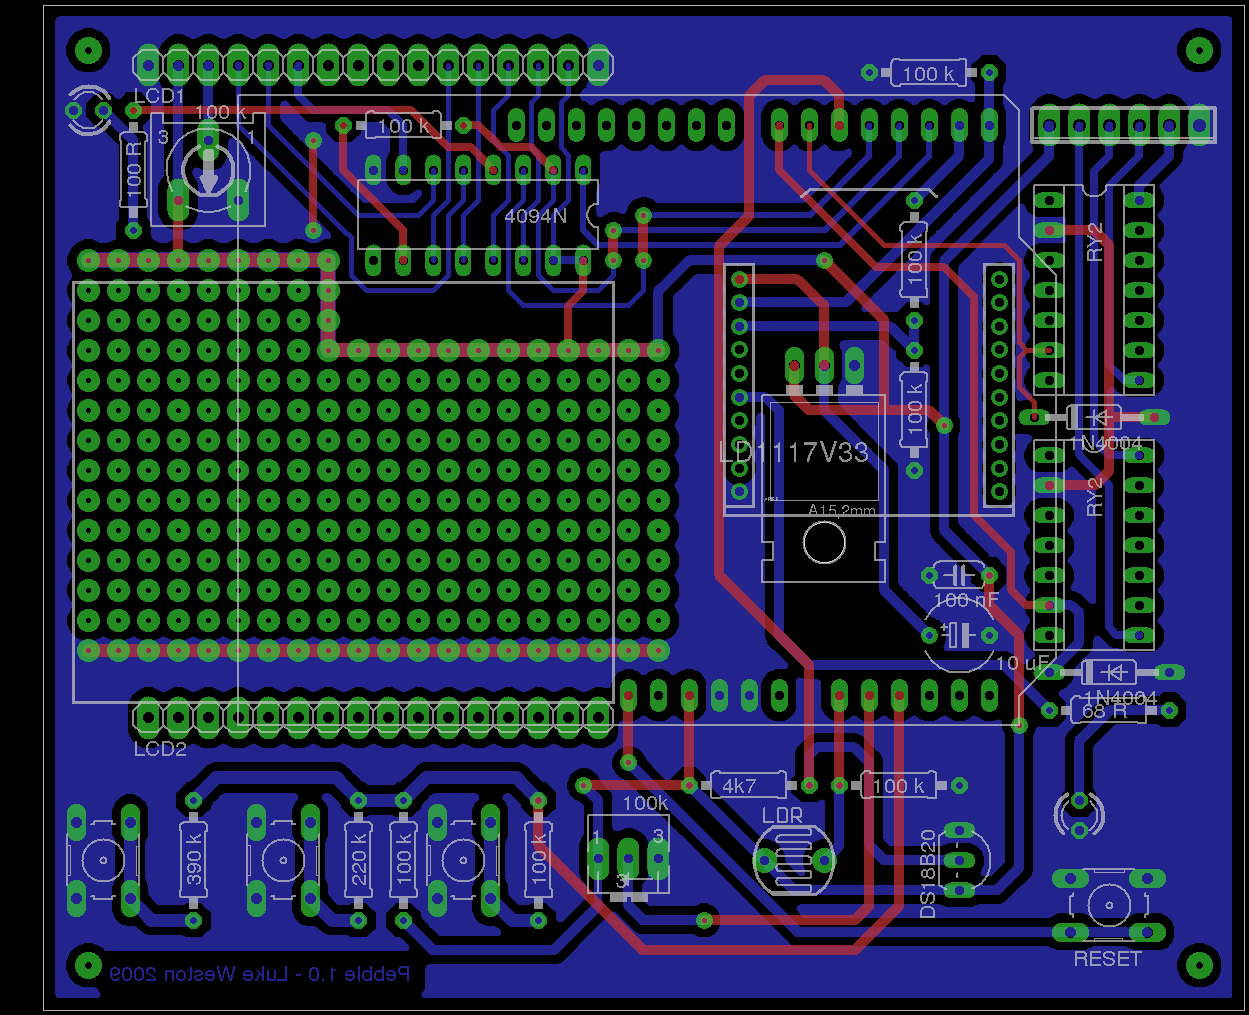 LCD1
100 k
3
1
100 k
100 k
100 R
4094N
RY2
100 k
100 k
LD1117V33
1N4004
RY2
A15,2mm
100 nF
+
10 uF
1N4004
68 R
LCD2
4k7
100 k
100k
LDR
1
3
390 k
220 k
100 k
100 k
DS18B20
RESET
Pebble 1.0 - Luke Weston 2009